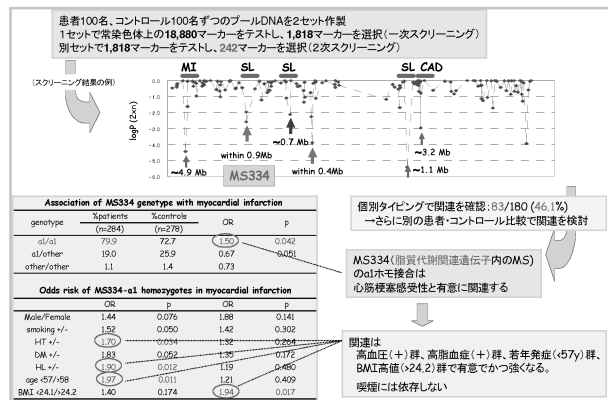 患者100名、コントロール100名ずつのプールDNAを2セット作製
1セットで常染色体上の18,880マーカーをテストし、1,818マーカーを選択(一次スクリーニング)
別セットで1,818マーカーをテストし、242マーカーを選択(2次スクリーニング)
(スクリーニング結果の例)
MI SL SL SL CAD
0.0
-1.0
-2.0
-3.0
-4.0
-5.0
-6.0
logP (2xn)
~4.9 Mb
within 0.9Mb
~0.7 Mb
within 0.4Mb
~3.2 Mb
~1.1 Mb
MS334
Association of MS334 genotype with myocardial infarction
genotype %patients %controls OR p
(n=284) (n=278)
a1/a1 79.9 72.7 1.50 0.042
a1/other 19.0 25.9 0.67 0.051
other/other 1.1 1.4 0.73
Odds risk of MS334-a1 homozygotes in myocardial infarction
OR p OR p
Male/Female 1.44 0.076 1.88 0.141
smoking +/- 1.52 0.050 1.42 0.302
HT +/- 1.70 0.034 1.32 0.264
DM +/- 1.83 0.052 1.35 0.172
HL +/- 1.90 0.012 1.19 0.480
age <57/>58 1.97 0.011 1.21 0.409
BMI <24.1/>24.2 1.40 0.174 1.94 0.017
個別タイピングで関連を確認;83/180 (46.1%)
→さらに別の患者・コントロール比較で関連を検討
MS334(脂質代謝関連遺伝子内のMS)
のa1ホモ接合は
心筋梗塞感受性と有意に関連する
関連は
高血圧(+)群、高脂血症(+)群、若年発症(<57y)群、
BMI高値(>24.2)群で有意でかつ強くなる。
喫煙には依存しない